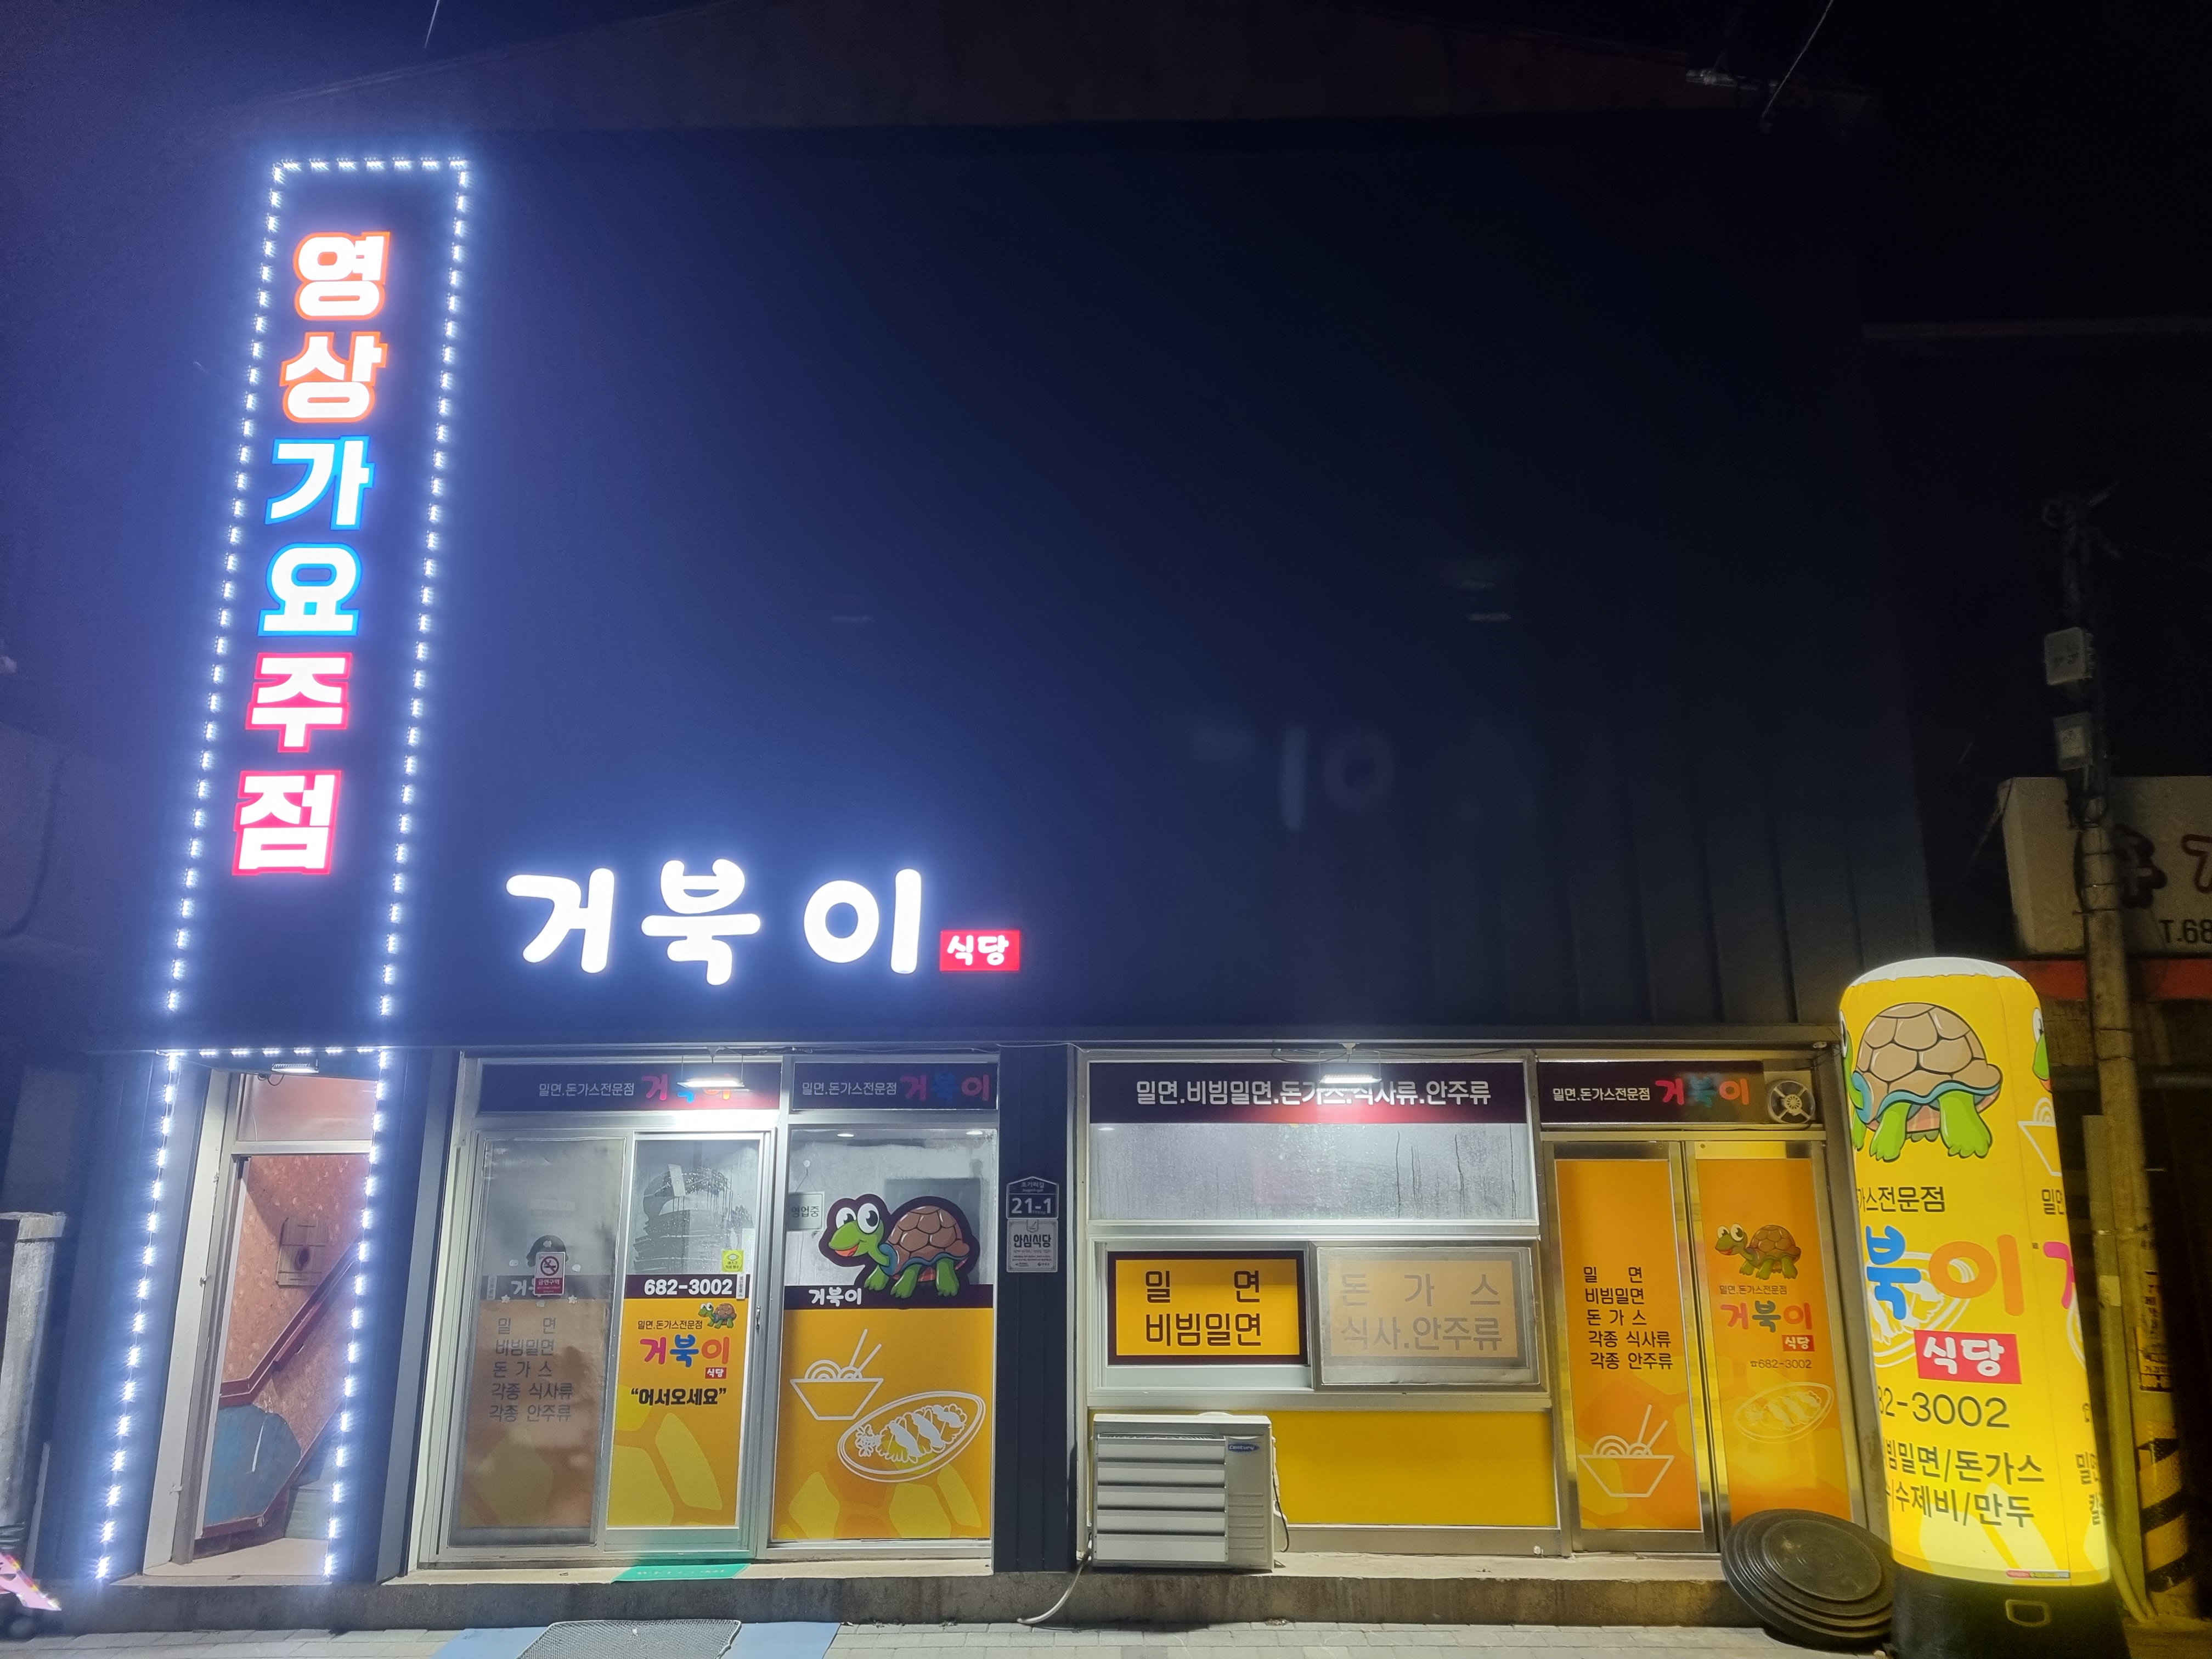 영상가요주점
거북이
식당
밀면.돈가스전문점 거북이
밀면.돈가스전문점 거북이
밀면.비빔밀면.돈가스.식사류.안주류
밀면.돈가스전문점 거북이
영업중
금연구역
거북
밀면
비빔밀면
돈가스
각종 식사류
각종 안주류
682-3002
밀면.돈가스전문점
거북이
식당
“어서오세요”
거북이
21-1
안심식당
밀면
비빔밀면
돈가스
식사.안주류
Century
밀면
비빔밀면
돈가스
각종 식사류
각종 안주류
밀면.돈가스전문점
거북이
식당
☎682-3002
가스전문점
북이
식당
82-3002
빔밀면/돈가스
수제비/만두
T.68